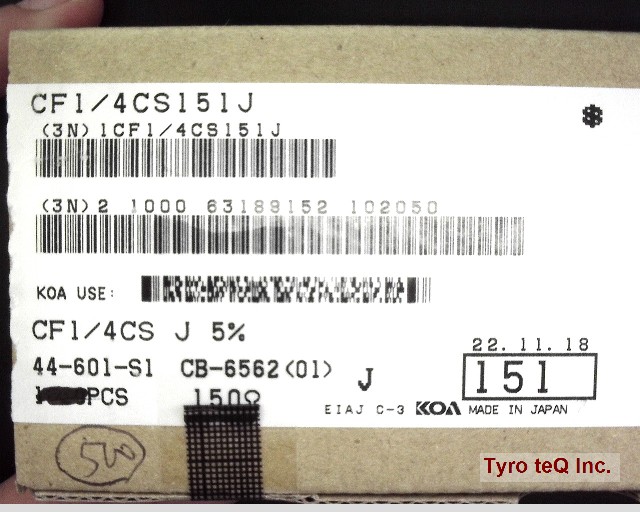 CF1/4CS151J
(3N)1CF1/4CS151J
(3N)2 1000 63189152 102050
KOA USE:
CF1/4CS J 5%
22.11.18
44-601-S1 CB-6562(01) J 151
PCS 150Ω
EIAJ C-3 KOA MADE IN JAPAN
500
Tyro teQ Inc.